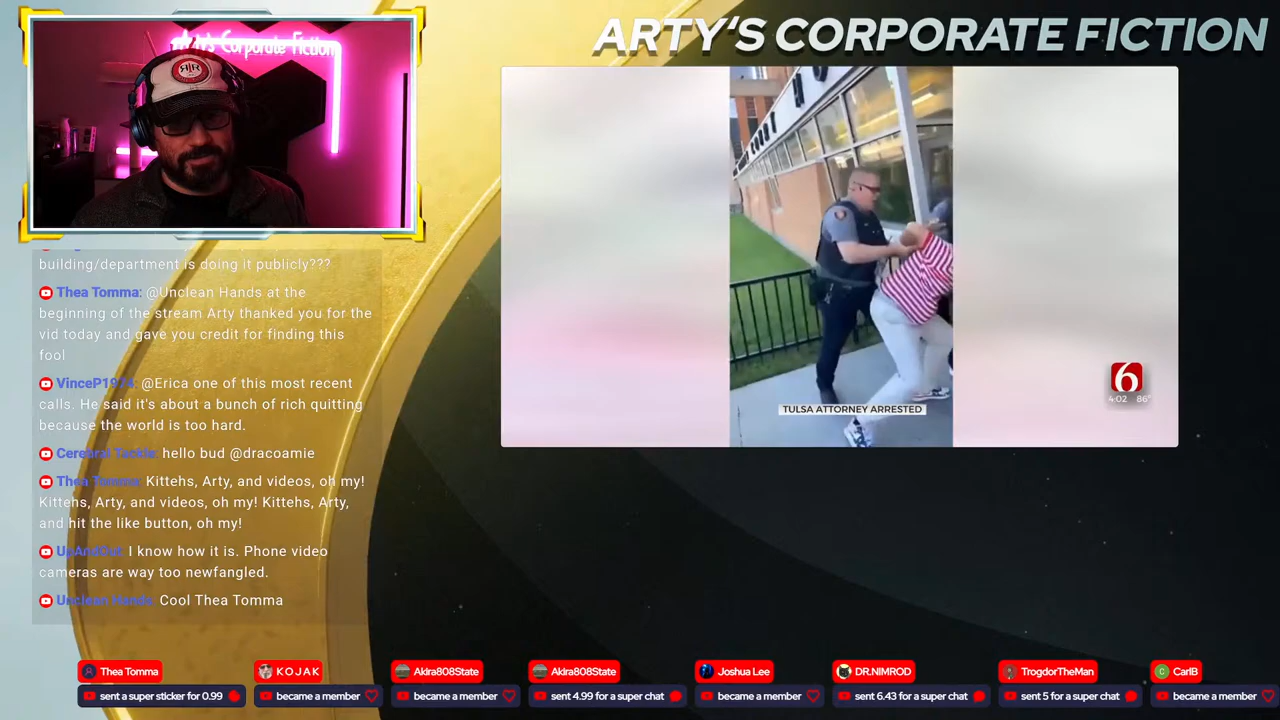 ARTY'S CORPORATE FICTION
Arty's Corporate Fiction
building/department is doing it publicly???
Thea Tomma: @Unclean Hands at the
beginning of the stream Arty thanked you for the
vid today and gave you credit for finding this
fool
@Erica one of this most recent
calls. He said it's about a bunch of rich quitting
because the world is too hard.
Cerebral Tackle: hello bud @dracoamie
Thea Tomma: Kittehs, Arty, and videos, oh my!
Kittehs, Arty, and videos, oh my! Kittehs, Arty,
and hit the like button, oh my!
UpAndOut: I know how it is. Phone video
cameras are way too newfangled.
Unclean Hands: Cool Thea Tomma
COURT
TULSA ATTORNEY ARRESTED
6
4:02 86°
Thea Tomma
sent a super sticker for 0.99
K O J A K
became a member
Akira808State
became a member
Akira808State
sent 4.99 for a super chat
Joshua Lee
became a member
DR.NIMROD
sent 6.43 for a super chat
TrogdorTheMan
sent 5 for a super chat
C
CarlB
became a member